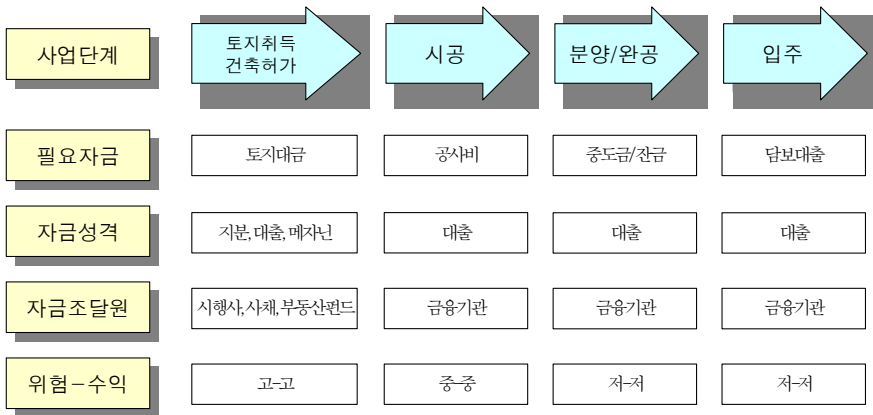 사업단계
토지취득
건축허가
시공
분양/완공
입주
필요자금
토지대금
공사비
중도금/잔금
담보대출
자금성격
지분, 대출, 메자닌
대출
대출
대출
자금조달원
시행사, 사채, 부동산펀드
금융기관
금융기관
금융기관
위험-수익
고-고
중-중
저-저
저-저